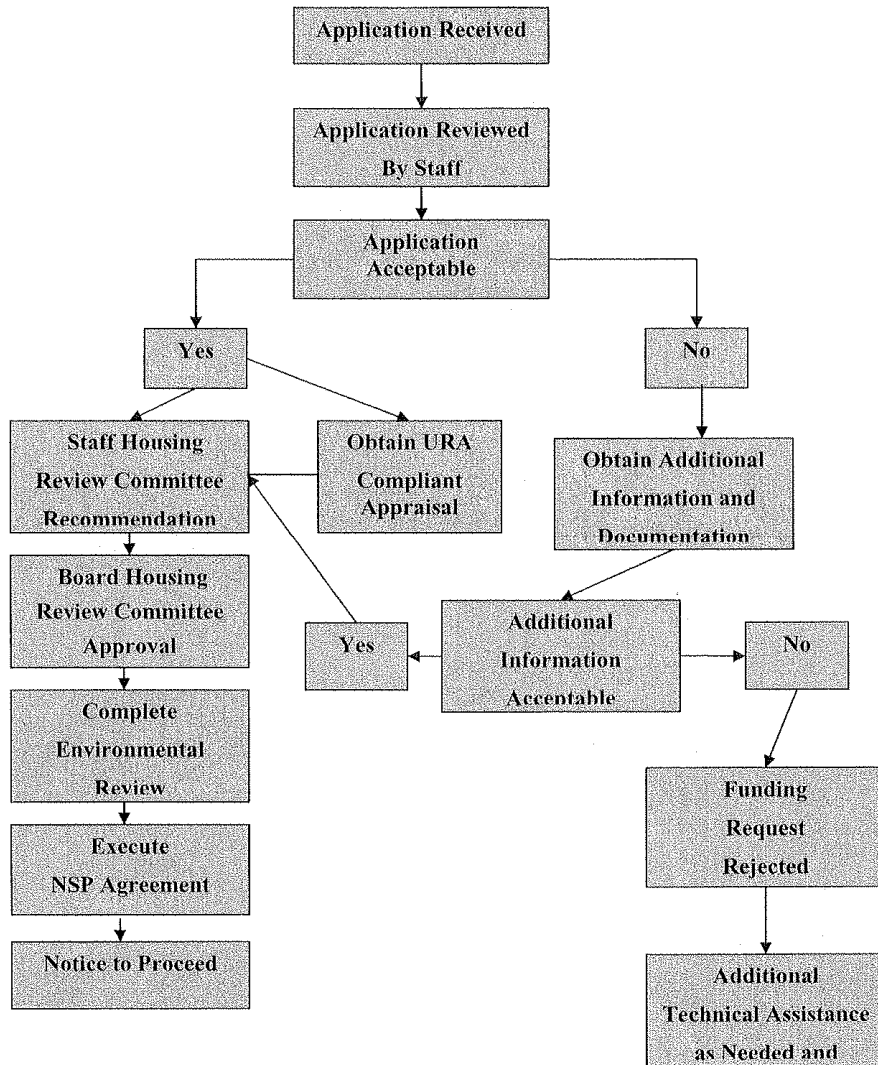 Application Received
Application Reviewed
By Staff
Application
Acceptable
Yes
No
Staff Housing
Review Committee
Recommendation
Obtain URA
Compliant
Appraisal
Obtain Additional
Information and
Documentation
Board Housing
Review Committee
Approval
Yes
Additional
Information
Acceptable
No
Complete
Environmental
Review
Funding
Request
Rejected
Execute
NSP Agreement
Notice to Proceed
Additional
Technical Assistance
as Needed and